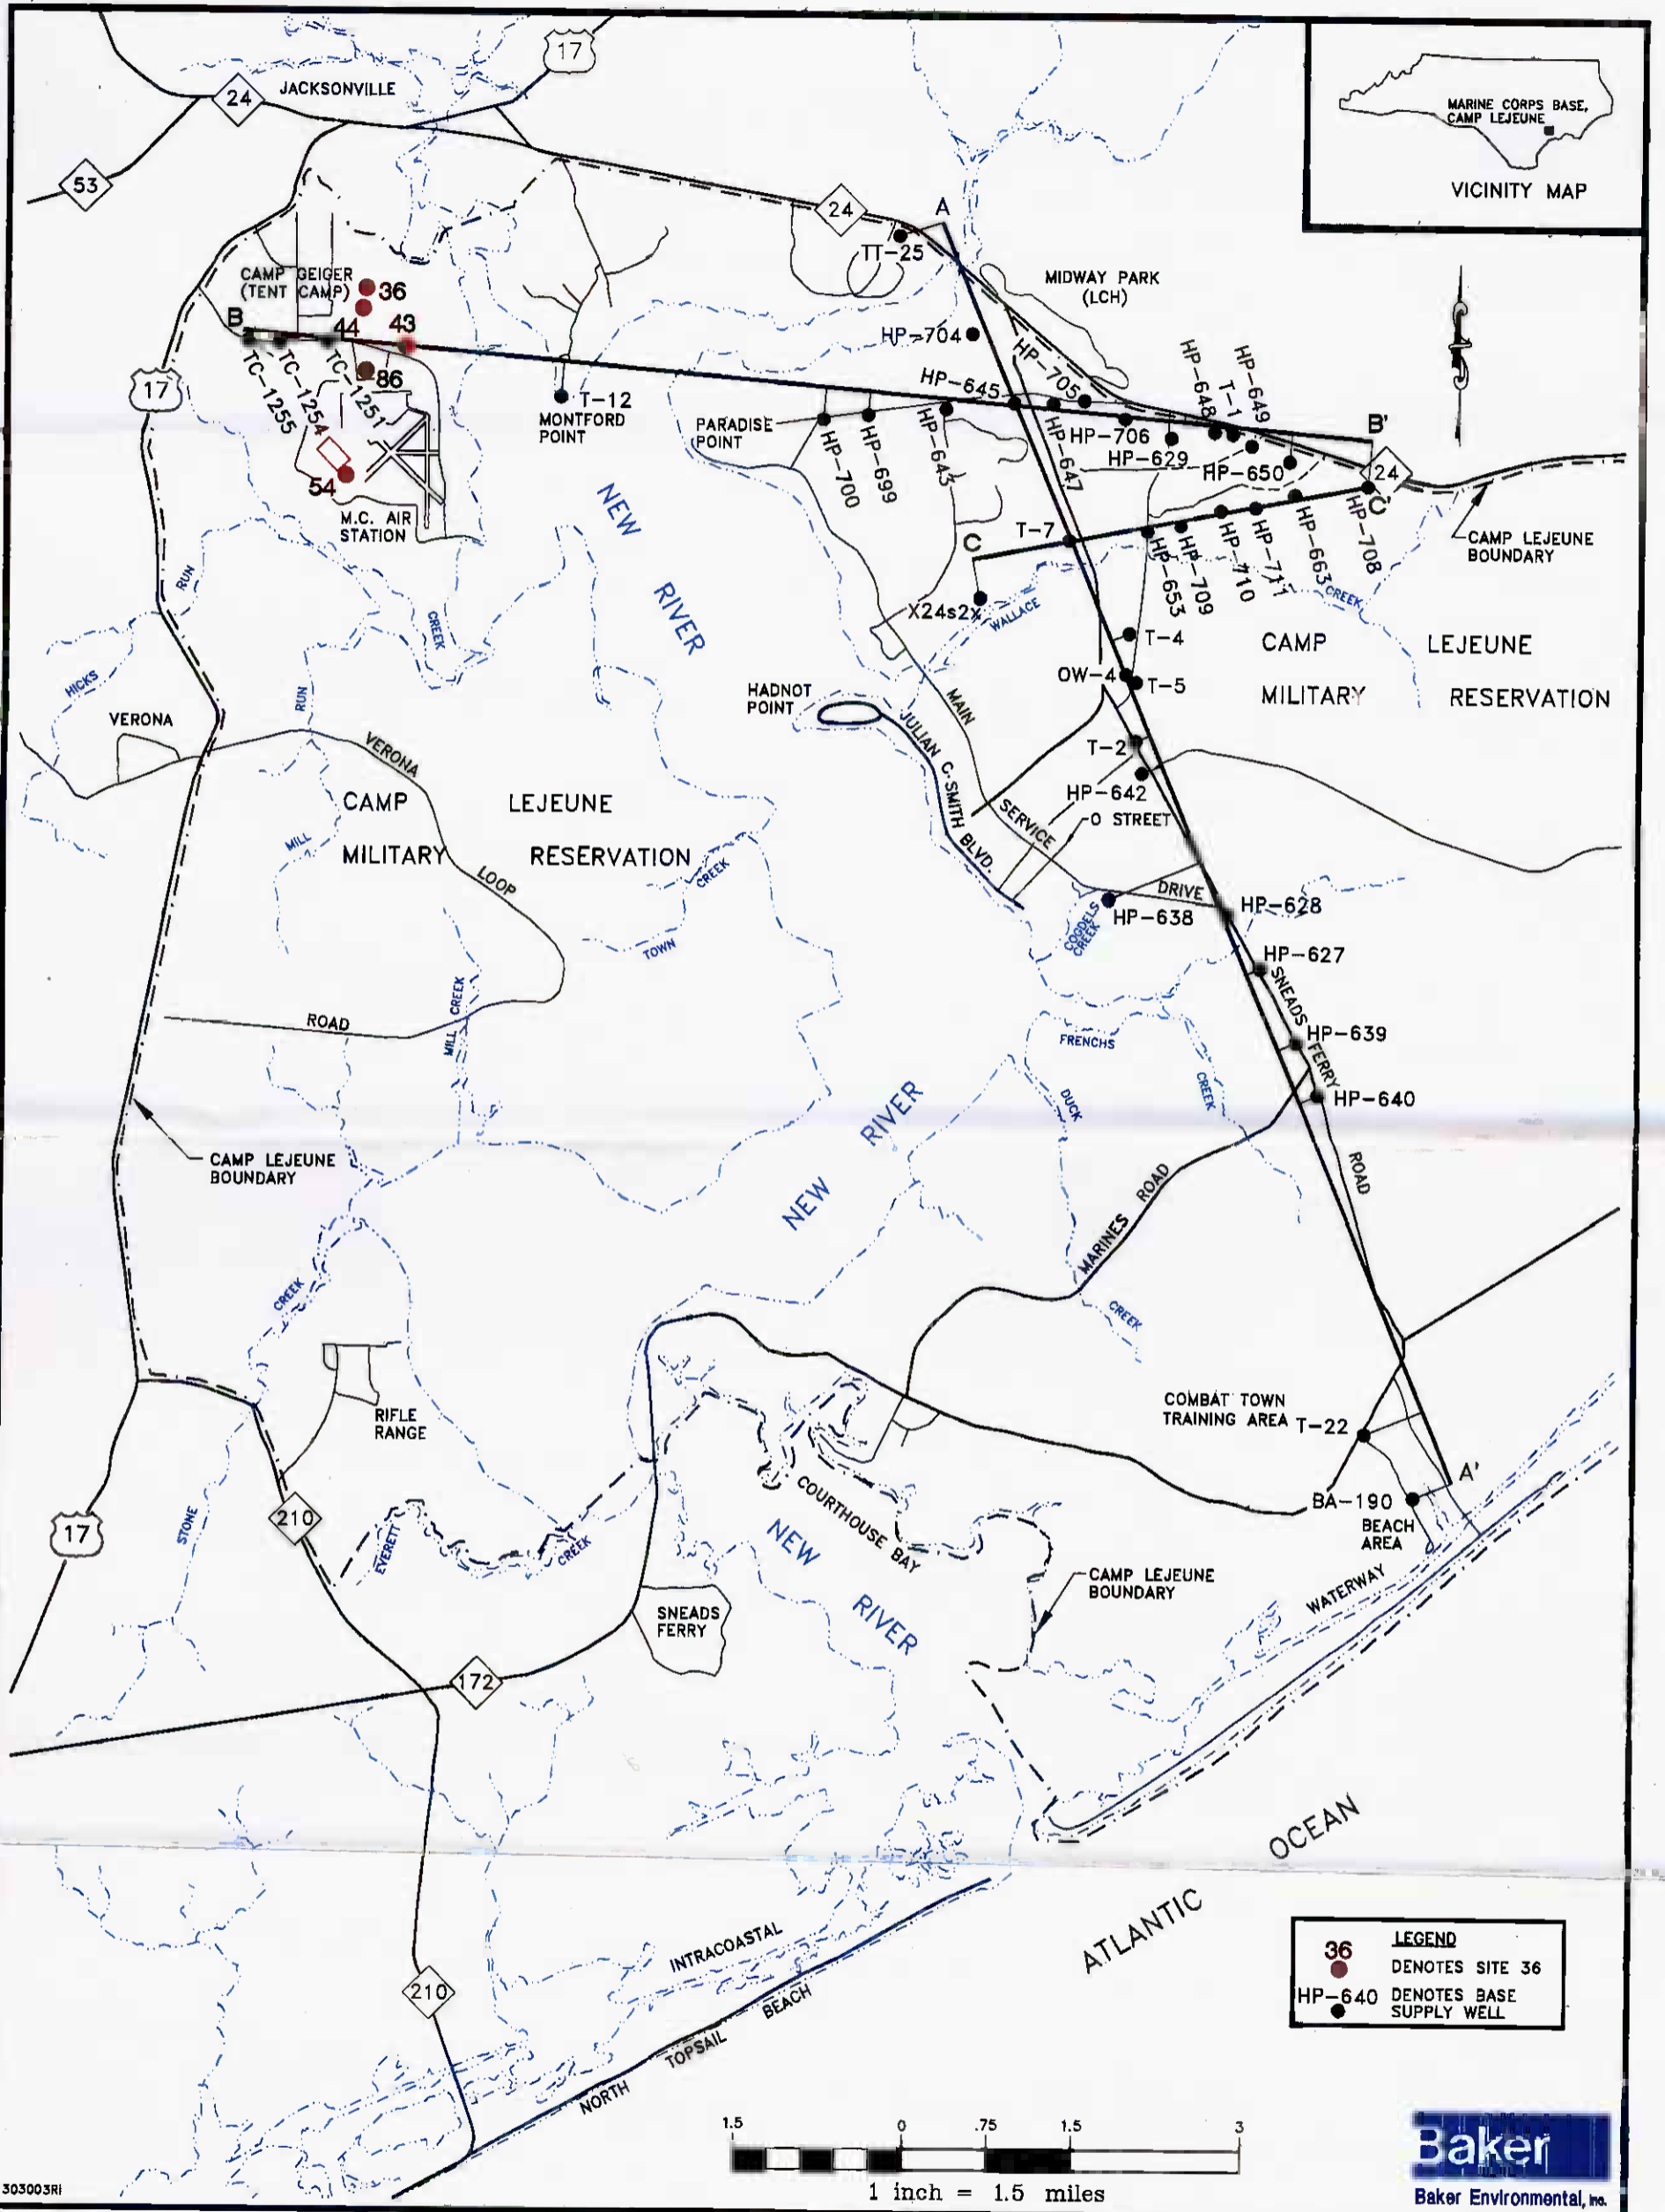 17
24
JACKSONVILLE
53
MARINE CORPS BASE,
CAMP LEJEUNE
VICINITY MAP
24
A
TT-25
MIDWAY PARK
(LCH)
CAMP GEIGER
(TENT CAMP)
36
B
44
43
HP-704
HP-705
HP-645
HP-648
T-1
HP-649
TC-1255
TC-1254
TC-1251
86
17
T-12
MONTFORD
POINT
PARADISE
POINT
HP-700
HP-699
HP-643
HP-647
HP-706
HP-629
HP-650
B'
24
C'
HP-708
54
M.C. AIR
STATION
NEW
RIVER
T-7
C
HP-653
HP-709
HP-710
HP-711
HP-663
CREEK
CAMP LEJEUNE
BOUNDARY
X24s2x
WALLACE
RUN
CREEK
HICKS
RUN
T-4
CAMP LEJEUNE
MILITARY RESERVATION
OW-4
T-5
HADNOT
POINT
MAIN
JULIAN C. SMITH BLVD.
VERONA
VERONA
T-2
HP-642
CAMP LEJEUNE
MILITARY RESERVATION
SERVICE
O STREET
MILL
LOOP
CREEK
TOWN
DRIVE
HP-638
HP-628
COGDELS
CREEK
HP-627
SNEADS
FERRY
HP-639
HP-640
ROAD
MILL CREEK
ROAD
FRENCHS
CREEK
DUCK
CREEK
NEW
RIVER
MARINES ROAD
CAMP LEJEUNE
BOUNDARY
CREEK
RIFLE
RANGE
COMBAT TOWN
TRAINING AREA
T-22
A'
BA-190
BEACH
AREA
17
210
STONE
EVERETT
CREEK
COURTHOUSE BAY
NEW
RIVER
CAMP LEJEUNE
BOUNDARY
WATERWAY
SNEADS
FERRY
172
OCEAN
ATLANTIC
INTRACOASTAL
210
NORTH TOPSAIL BEACH
LEGEND
36
DENOTES SITE 36
HP-640
DENOTES BASE
SUPPLY WELL
1.5 0 .75 1.5 3
1 inch = 1.5 miles
303003RI
Baker
Baker Environmental, Inc.